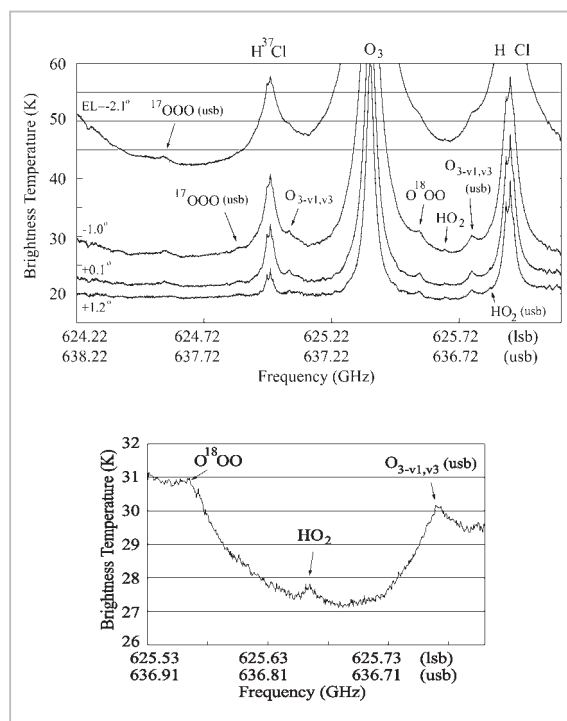 H³⁷Cl O₃ H Cl
60
50
40
30
20
Brightness Temperature (K)
EL=-2.1°
¹⁷OOO (usb)
¹⁷OOO (usb)
O₃-v1,v3
O¹⁸OO
HO₂
O₃-v1,v3
(usb)
-1.0°
+0.1°
+1.2°
HO₂ (usb)
624.22 624.72 625.22 625.72 (lsb)
638.22 637.72 637.22 636.72 (usb)
Frequency (GHz)
32
31
30
29
28
27
26
Brightness Temperature (K)
O¹⁸OO
O₃-v1,v3 (usb)
HO₂
625.53 625.63 625.73 (lsb)
636.91 636.81 636.71 (usb)
Frequency (GHz)